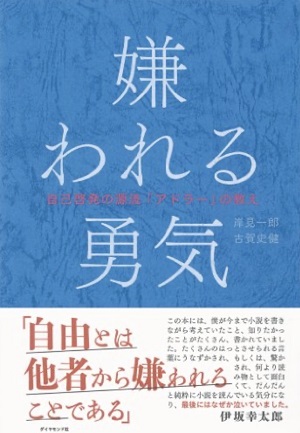 嫌
われる
勇気
自己啓発の源流「アドラー」の教え
岸見一郎
古賀史健
「自由とは
他者から嫌われる
ことである」
この本には、僕が今まで小説を書き
ながら考えていたこと、知りたかった
ことがたくさん、書かれていました。
たくさんのはっとさせられる言
葉にうなずかされ、もしくは、驚か
され、何より読み物として面白
くて、だんだん
と純粋に小説を読んでいる気分にな
り、最後にはなぜか泣いていました。
伊坂幸太郎
ダイヤモンド社